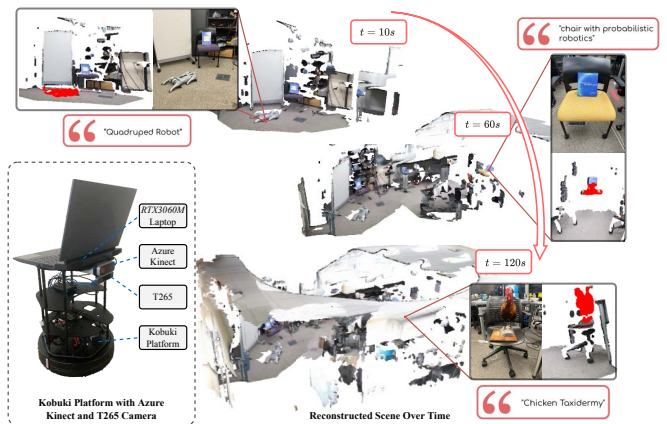 t = 10s
"chair with probabilistic
robotics"
"Quadruped Robot"
t = 60s
RTX3060M
Laptop
Azure
Kinect
T265
Kobuki
Platform
t = 120s
"Chicken Taxidermy"
Kobuki Platform with Azure
Kinect and T265 Camera
Reconstructed Scene Over Time